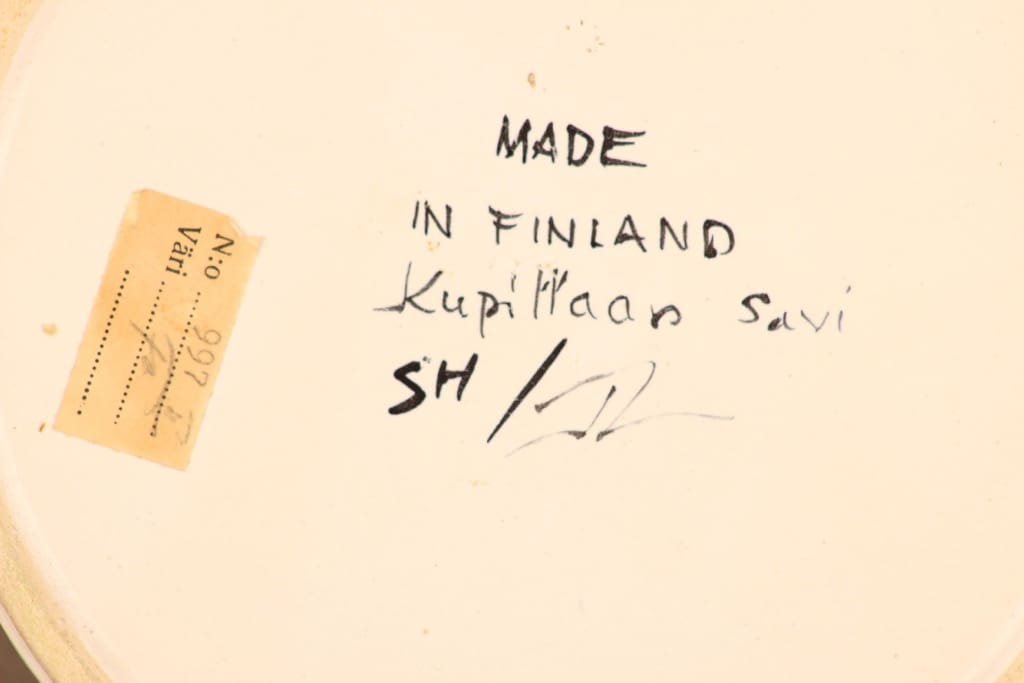 MADE
IN FINLAND
Kupittaan Savi
SH /
N:o 997
Väri